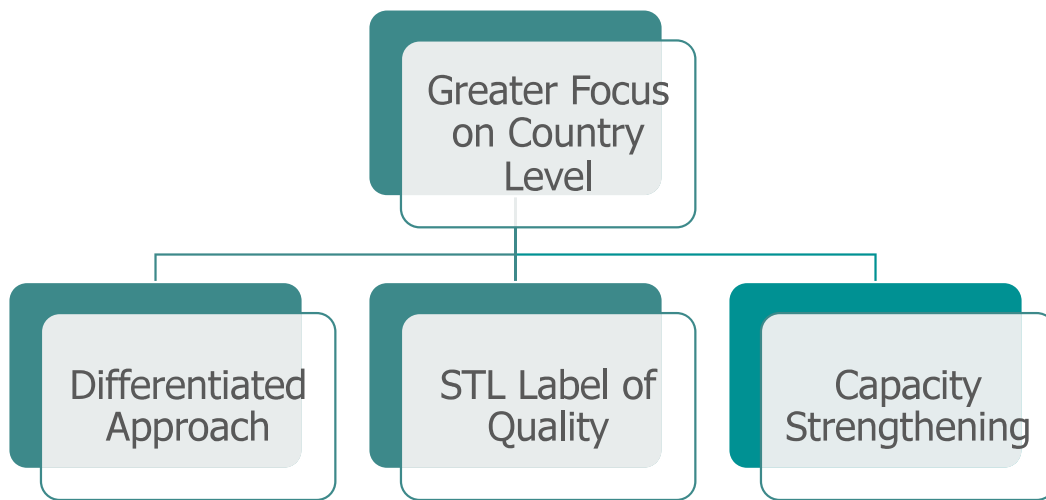 Greater Focus
on Country
Level
Differentiated
Approach
STL Label of
Quality
Capacity
Strengthening